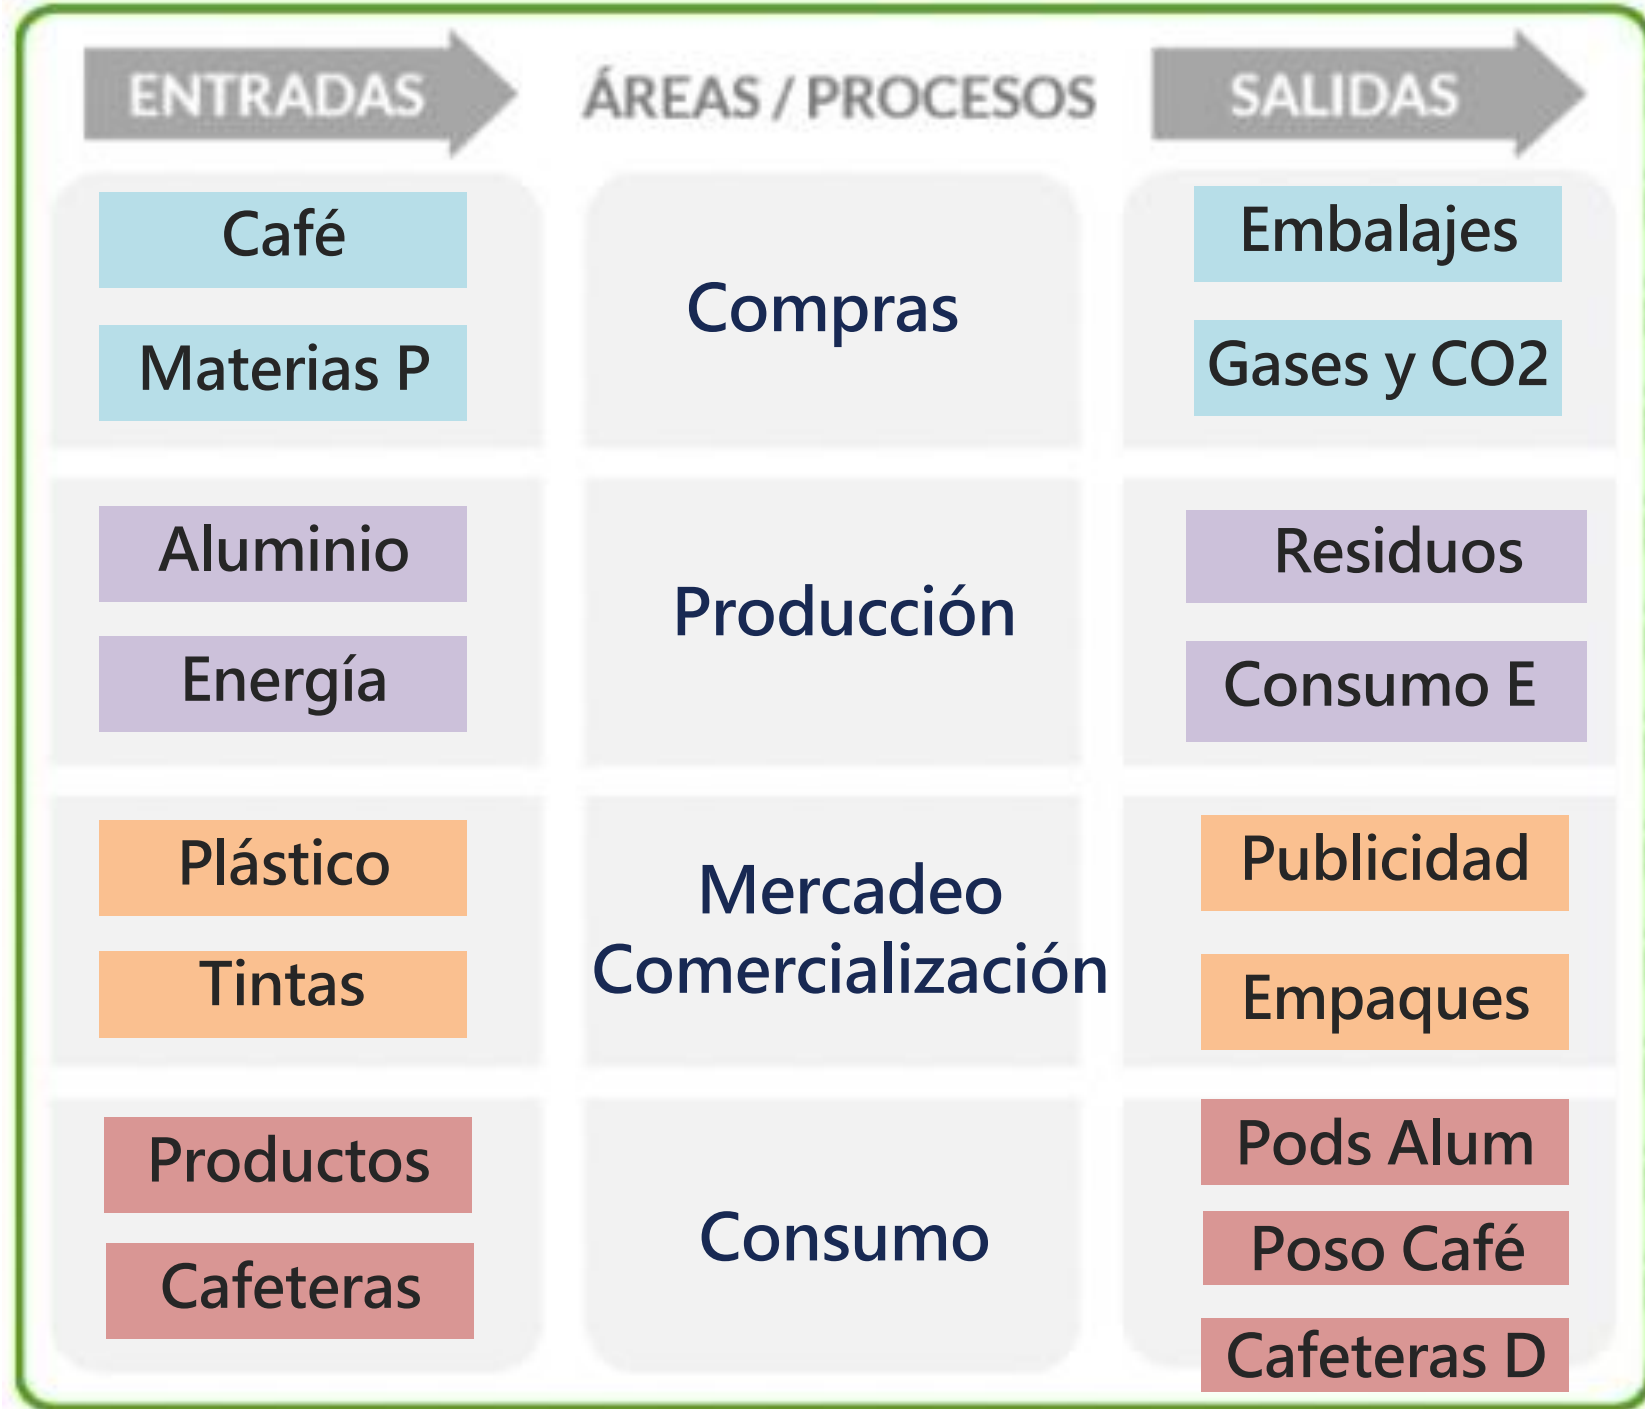 ENTRADAS
ÁREAS / PROCESOS
SALIDAS
Café
Materias P
Compras
Embalajes
Gases y CO2
Aluminio
Energía
Producción
Residuos
Consumo E
Plástico
Tintas
Mercadeo
Comercialización
Publicidad
Empaques
Productos
Cafeteras
Consumo
Pods Alum
Poso Café
Cafeteras D